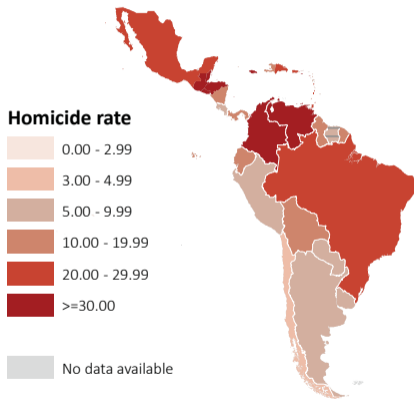 Homicide rate
0.00 - 2.99
3.00 - 4.99
5.00 - 9.99
10.00 - 19.99
20.00 - 29.99
>=30.00
No data available